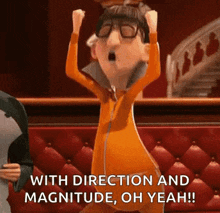 WITH DIRECTION AND
MAGNITUDE, OH YEAH!!